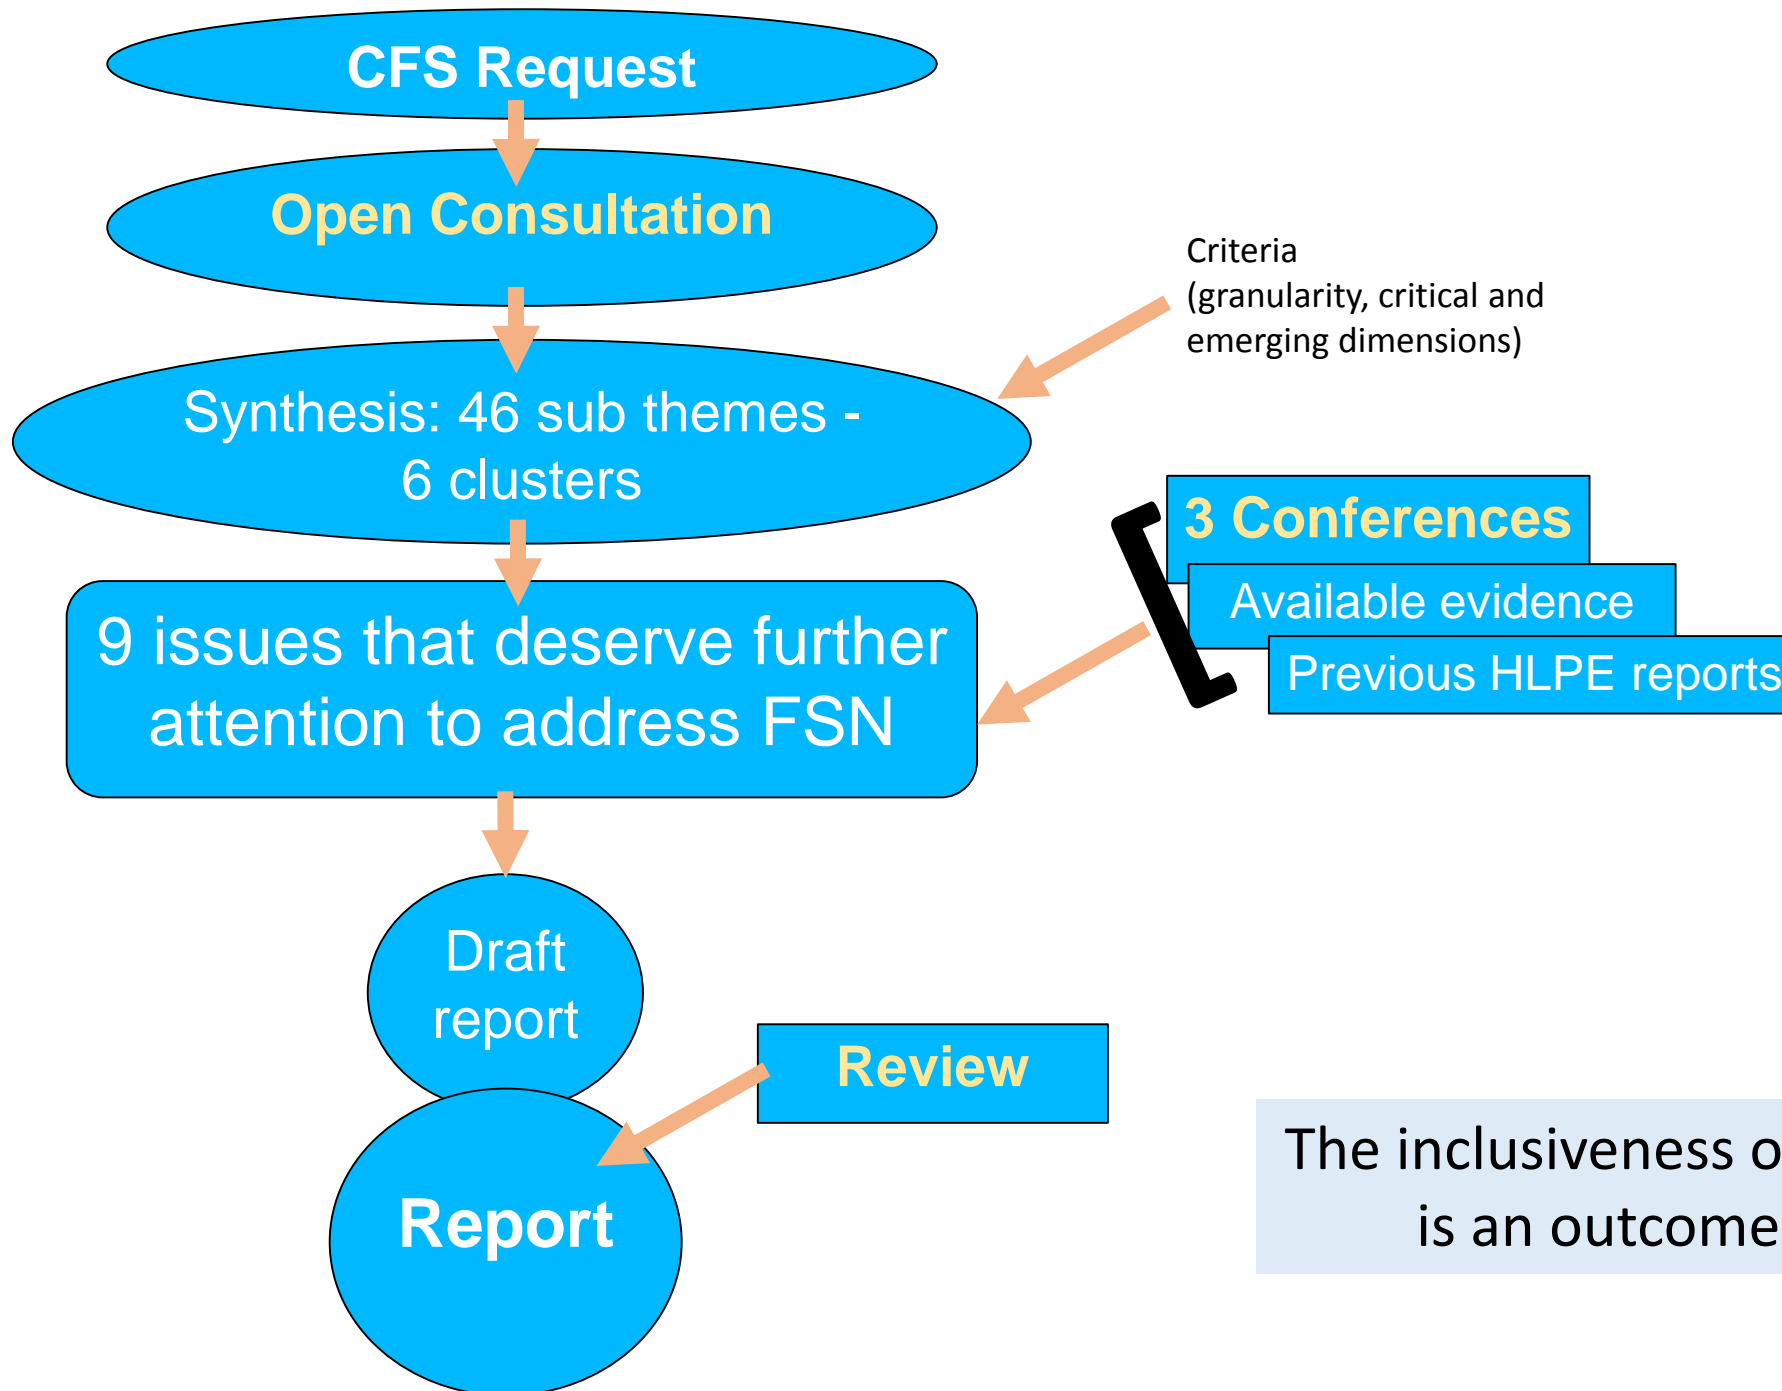 CFS Request
Open Consultation
Criteria
(granularity, critical and
emerging dimensions)
Synthesis: 46 sub themes -
6 clusters
3 Conferences
Available evidence
Previous HLPE reports
9 issues that deserve further
attention to address FSN
Draft
report
Review
Report
The inclusiveness
is an outcome